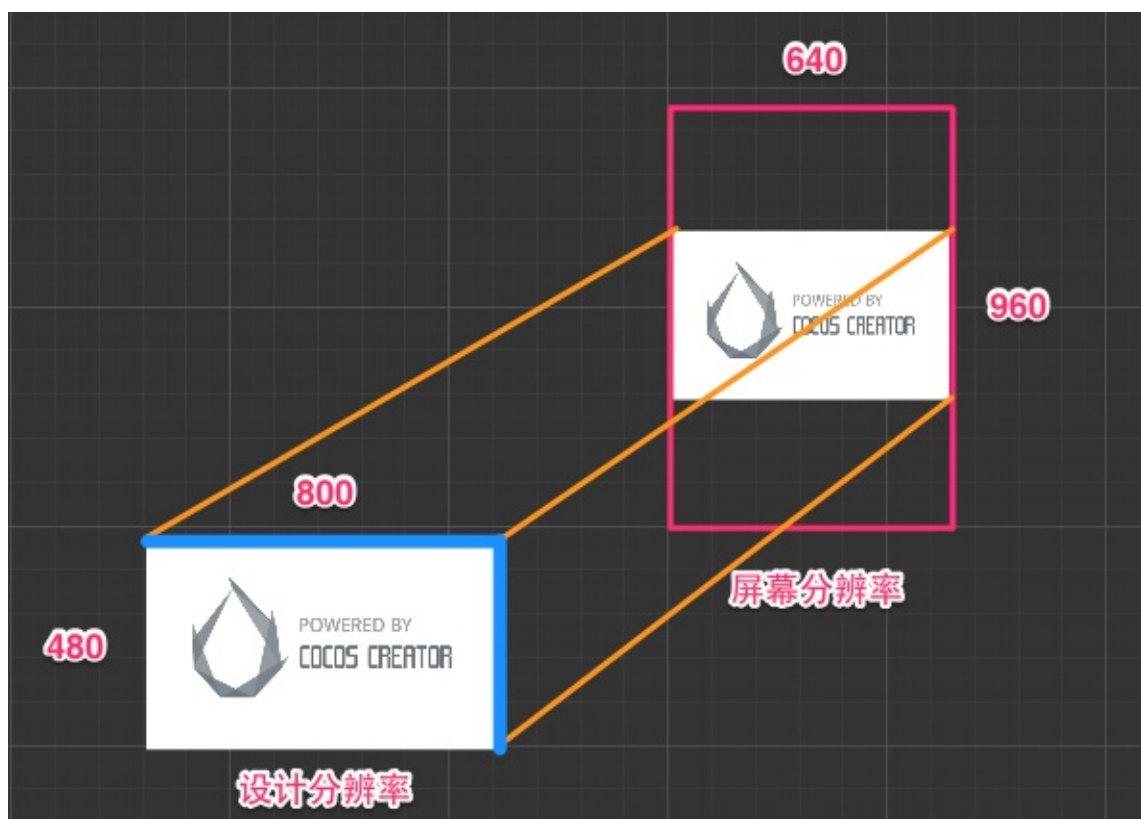 640
POWERED BY
COCOS CREATOR
960
屏幕分辨率
800
480
POWERED BY
COCOS CREATOR
设计分辨率